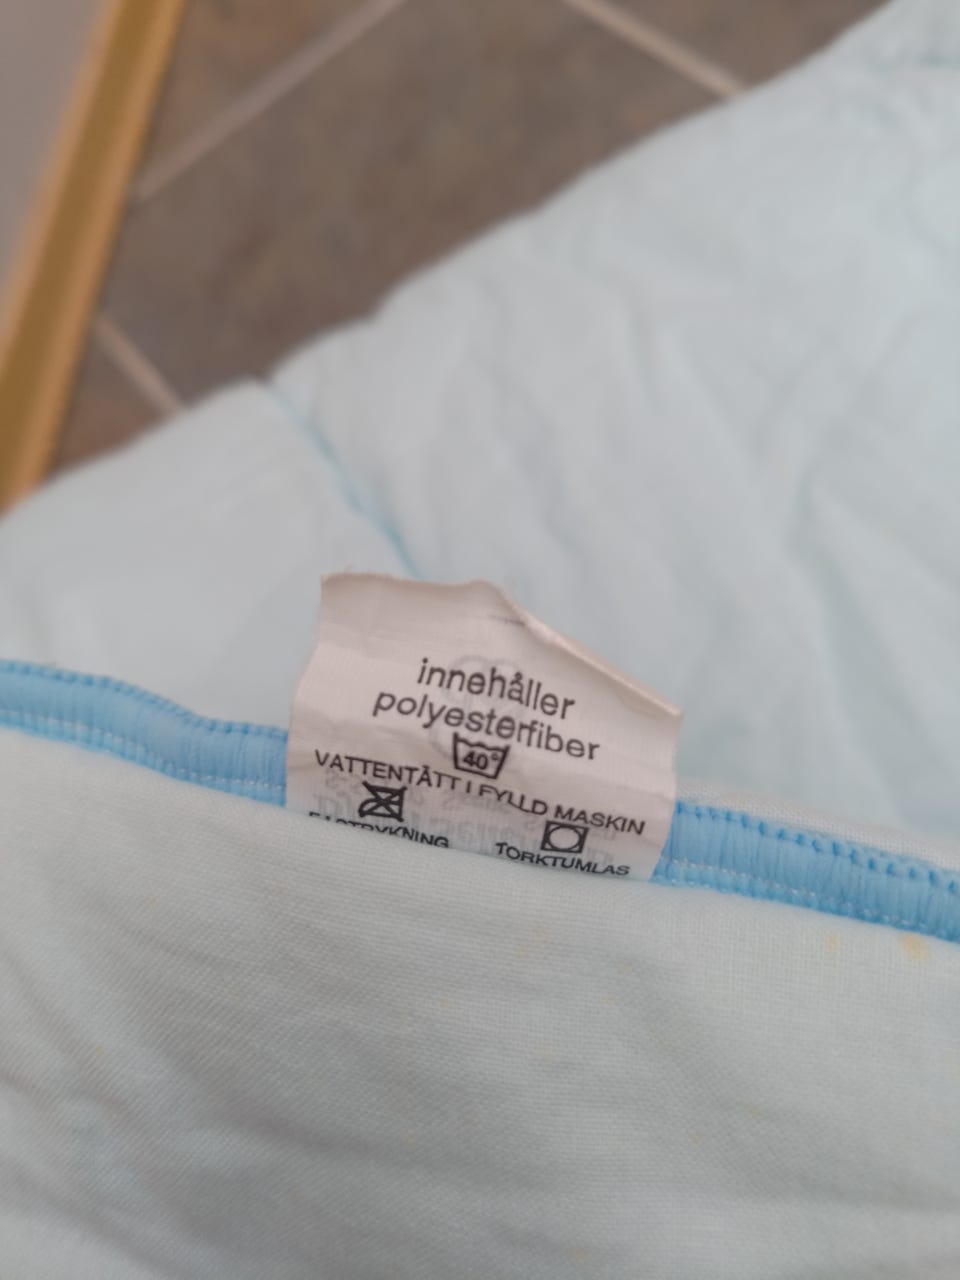 innehåller
polyesterfiber
40°
VATTENTÄTT I FYLLD MASKIN
TORKTUMLAS